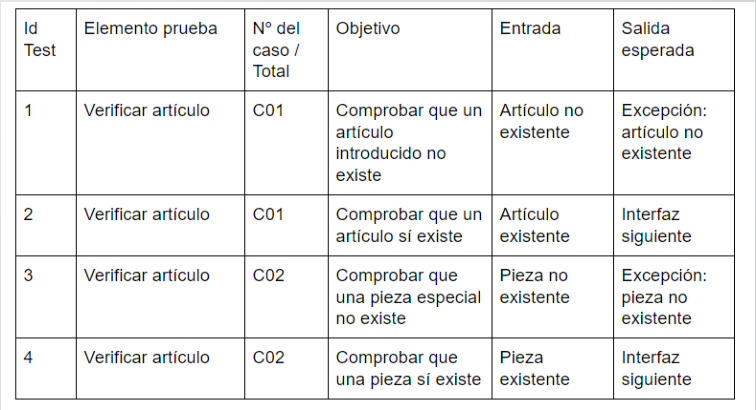 Id Test | Elemento prueba | Nº del caso / Total | Objetivo | Entrada | Salida esperada
1 | Verificar artículo | C01 | Comprobar que un artículo introducido no existe | Artículo no existente | Excepción: artículo no existente
2 | Verificar artículo | C01 | Comprobar que un artículo sí existe | Artículo existente | Interfaz siguiente
3 | Verificar artículo | C02 | Comprobar que una pieza especial no existe | Pieza no existente | Excepción: pieza no existente
4 | Verificar artículo | C02 | Comprobar que una pieza sí existe | Pieza existente | Interfaz siguiente